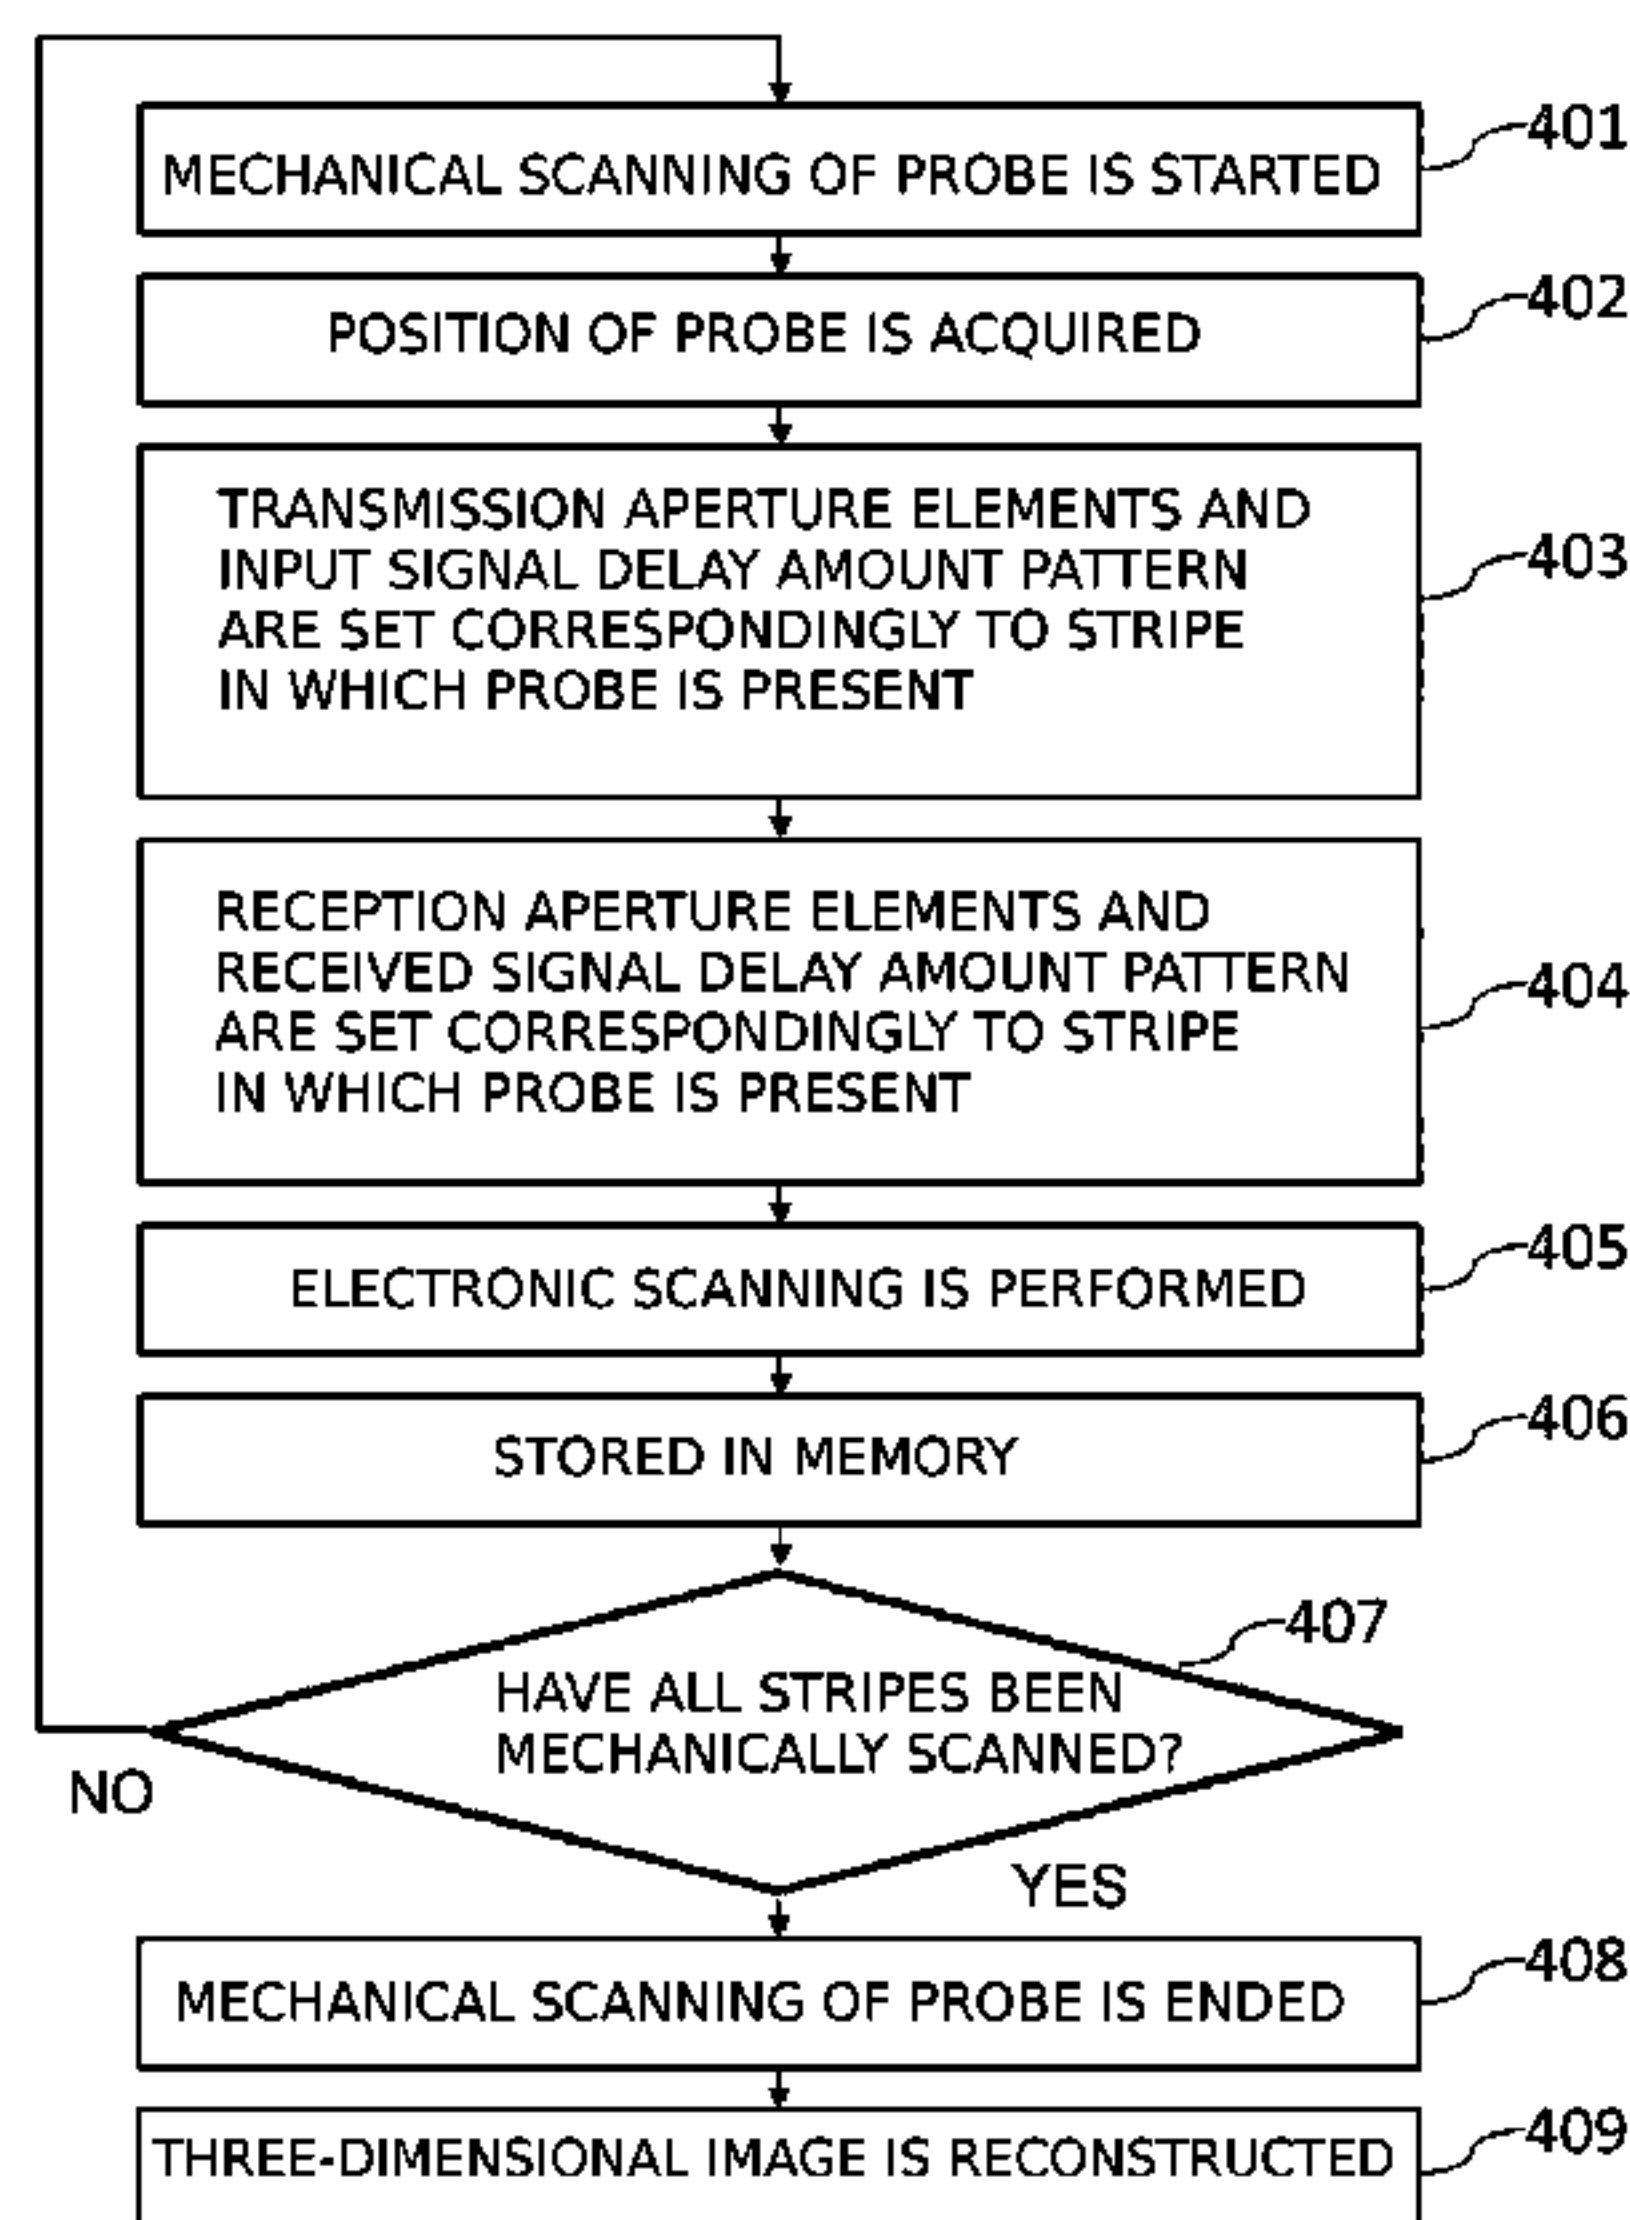 401
MECHANICAL SCANNING OF PROBE IS STARTED
402
POSITION OF PROBE IS ACQUIRED
TRANSMISSION APERTURE ELEMENTS AND
INPUT SIGNAL DELAY AMOUNT PATTERN
403
ARE SET CORRESPONDINGLY TO STRIPE
IN WHICH PROBE IS PRESENT
RECEPTION APERTURE ELEMENTS AND
RECEIVED SIGNAL DELAY AMOUNT PATTERN
404
ARE SET CORRESPONDINGLY TO STRIPE
IN WHICH PROBE IS PRESENT
405
ELECTRONIC SCANNING IS PERFORMED
406
STORED IN MEMORY
407
HAVE ALL STRIPES BEEN
MECHANICALLY SCANNED?
NO
YES
408
MECHANICAL SCANNING OF PROBE IS ENDED
409
THREE-DIMENSIONAL IMAGE IS RECONSTRUCTED